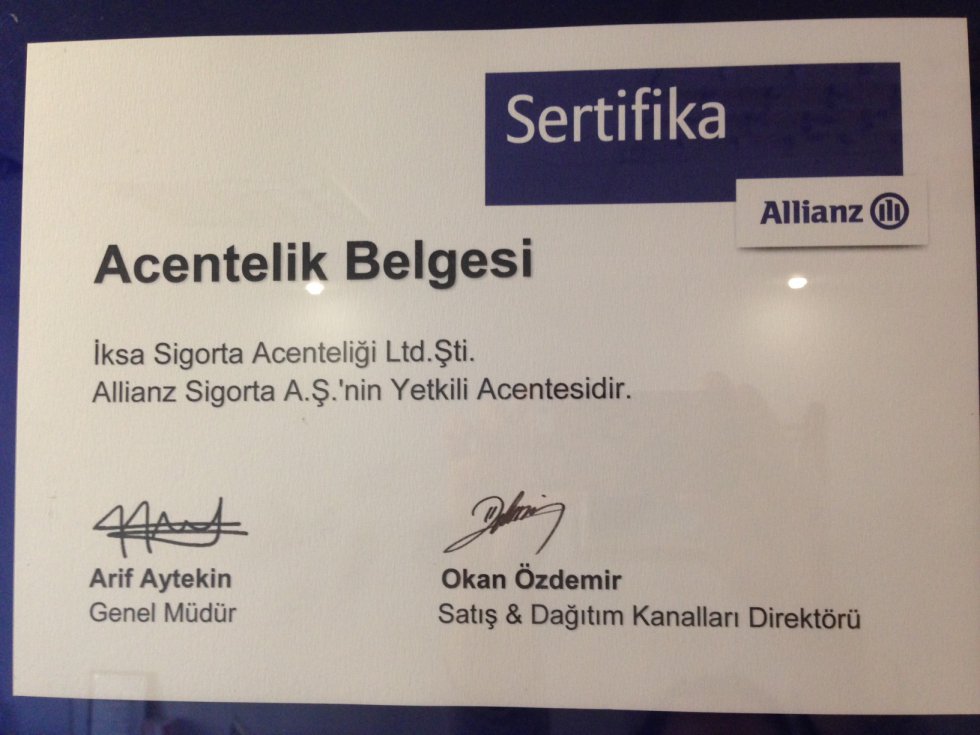 Sertifika
Allianz
Acentelik Belgesi
İksa Sigorta Acenteliği Ltd.Şti.
Allianz Sigorta A.Ş.'nin Yetkili Acentesidir.
Arif Aytekin
Genel Müdür
Okan Özdemir
Satış & Dağıtım Kanalları Direktörü